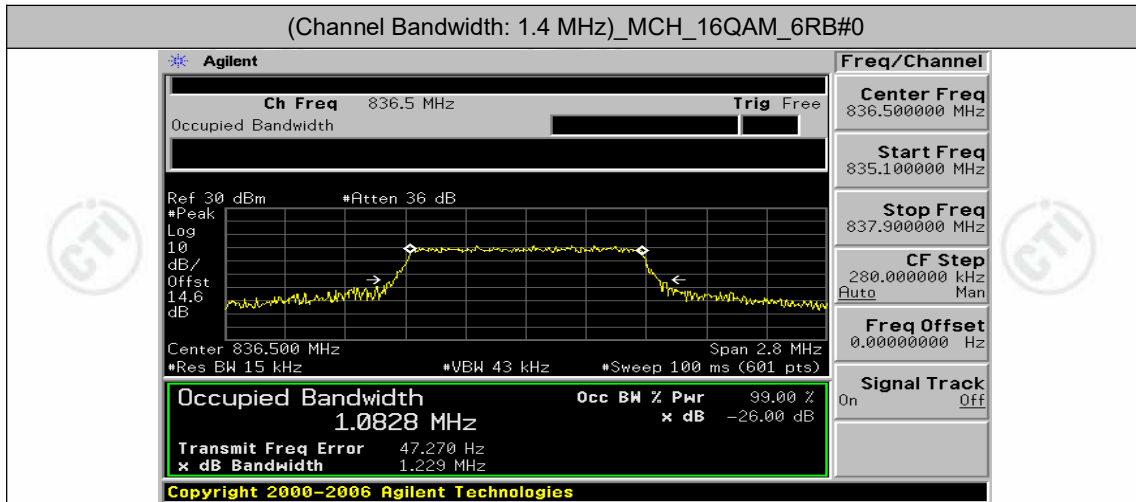 (Channel Bandwidth: 1.4 MHz)_MCH_16QAM_6RB#0
Agilent
Freq/Channel
Ch Freq 836.5 MHz Trig Free
Occupied Bandwidth
Center Freq
836.500000 MHz
Start Freq
835.100000 MHz
Stop Freq
837.900000 MHz
CF Step
280.000000 kHz
Auto Man
Freq Offset
0.00000000 Hz
Signal Track
On Off
Ref 30 dBm #Atten 36 dB
#Peak
Log
10
dB/
Offst
14.6
dB
Center 836.500 MHz Span 2.8 MHz
#Res BW 15 kHz #VBW 43 kHz #Sweep 100 ms (601 pts)
Occupied Bandwidth Occ BW % Pwr 99.00 %
1.0828 MHz x dB -26.00 dB
Transmit Freq Error 47.270 Hz
x dB Bandwidth 1.229 MHz
Copyright 2000-2006 Agilent Technologies
CTI
CTI